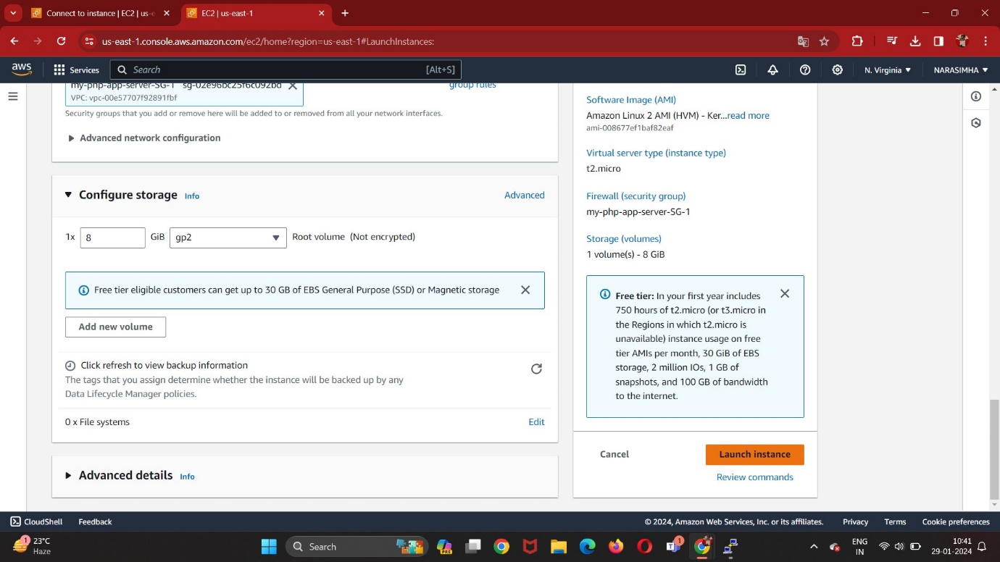 Connect to instance | EC2 | us-e
EC2 | us-east-1
us-east-1.console.aws.amazon.com/ec2/home?region=us-east-1#LaunchInstances:
aws
Services
Search
[Alt+S]
N. Virginia
NARASIMHA
my-php-app-server-SG-1 sg-02e96bc25f6c092bd
VPC: vpc-00e57707f92891fbf
group rules
Security groups that you add or remove here will be added to or removed from all your network interfaces.
Advanced network configuration
Configure storage Info
Advanced
1x 8 GiB gp2 Root volume (Not encrypted)
Free tier eligible customers can get up to 30 GB of EBS General Purpose (SSD) or Magnetic storage
Add new volume
Click refresh to view backup information
The tags that you assign determine whether the instance will be backed up by any
Data Lifecycle Manager policies.
0 x File systems
Edit
Advanced details Info
Software Image (AMI)
Amazon Linux 2 AMI (HVM) - Ker...read more
ami-008677ef1baf82eaf
Virtual server type (instance type)
t2.micro
Firewall (security group)
my-php-app-server-SG-1
Storage (volumes)
1 volume(s) - 8 GiB
Free tier: In your first year includes
750 hours of t2.micro (or t3.micro in
the Regions in which t2.micro is
unavailable) instance usage on free
tier AMIs per month, 30 GiB of EBS
storage, 2 million IOs, 1 GB of
snapshots, and 100 GB of bandwidth
to the internet.
Cancel
Launch instance
Review commands
CloudShell
Feedback
© 2024, Amazon Web Services, Inc. or its affiliates.
Privacy
Terms
Cookie preferences
1
23°C
Haze
Search
PRE
1
ENG
IN
10:41
29-01-2024